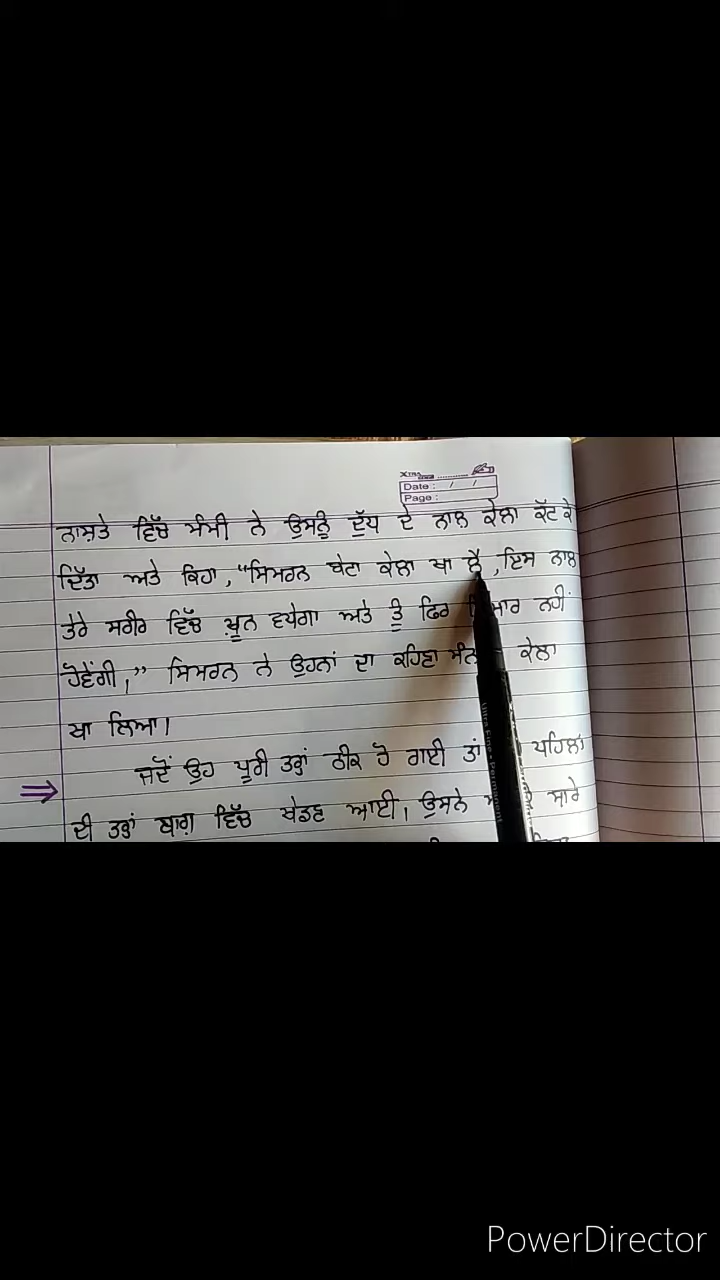 Date : / /
Page :
ਨਾਸ਼ਤੇ ਵਿੱਚ ਮੰਮੀ ਨੇ ਉਸਨੂੰ ਦੁੱਧ ਦੇ ਨਾਲ ਕੇਲਾ ਕੱਟ ਕੇ
ਦਿੱਤਾ ਅਤੇ ਕਿਹਾ, "ਸਿਮਰਨ ਬੇਟਾ ਕੇਲਾ ਖਾ ਲੈ, ਇਸ ਨਾਲ
ਤੇਰੇ ਸਰੀਰ ਵਿੱਚ ਖ਼ੂਨ ਵਧੇਗਾ ਅਤੇ ਤੂੰ ਫਿਰ ਨਹੀਂ
ਹੋਵੇਂਗੀ।" ਸਿਮਰਨ ਨੇ ਉਹਨਾਂ ਦਾ ਕਹਿਣਾ ਕੇਲਾ
ਖਾ ਲਿਆ।
ਜਦੋਂ ਉਹ ਪੂਰੀ ਤਰ੍ਹਾਂ ਠੀਕ ਹੋ ਗਈ ਤਾਂ ਪਹਿਲਾਂ
ਦੀ ਤਰ੍ਹਾਂ ਬਾਗ਼ ਵਿੱਚ ਖੇਡਣ ਆਈ। ਉਸਨੇ ਸਾਰੇ
PowerDirector